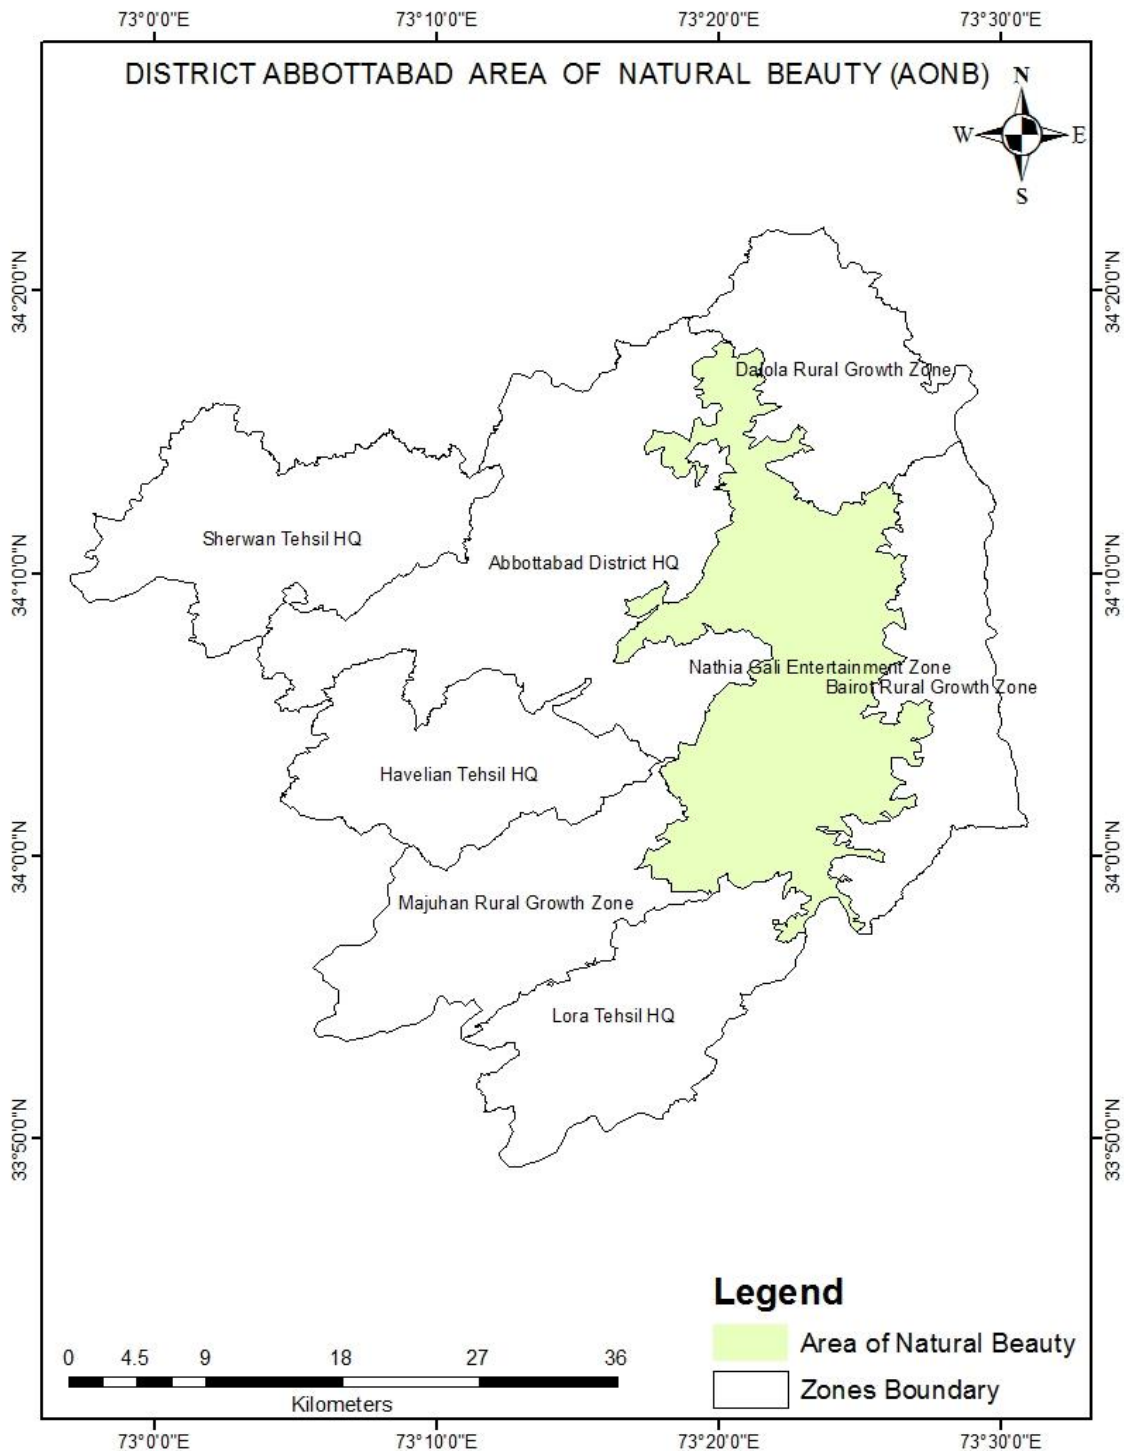 73°0'0"E 73°10'0"E 73°20'0"E 73°30'0"E
DISTRICT ABBOTTABAD AREA OF NATURAL BEAUTY (AONB)
N
W E
S
34°20'0"N 34°20'0"N
Dalola Rural Growth Zone
Sherwan Tehsil HQ
Abbottabad District HQ
34°10'0"N 34°10'0"N
Nathia Gali Entertainment Zone
Bairot Rural Growth Zone
Havelian Tehsil HQ
34°0'0"N 34°0'0"N
Majuhan Rural Growth Zone
Lora Tehsil HQ
33°50'0"N 33°50'0"N
Legend
Area of Natural Beauty
Zones Boundary
0 4.5 9 18 27 36
Kilometers
73°0'0"E 73°10'0"E 73°20'0"E 73°30'0"E